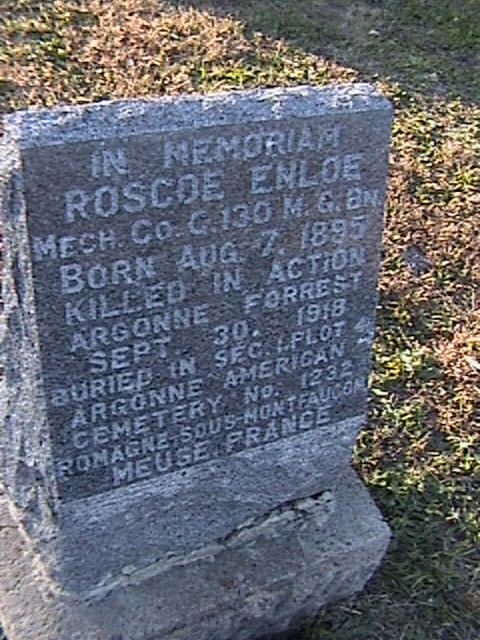 IN MEMORIAM
ROSCOE ENLOE
MECH. CO. C. 130 M. G. BN
BORN AUG. 7, 1895
KILLED IN ACTION
ARGONNE FORREST
SEPT. 30. 1918
BURIED IN SEC. 1. PLOT 4
ARGONNE AMERICAN
CEMETERY NO. 1232
ROMAGNE-SOUS-MONTFAUCON
MEUSE, FRANCE